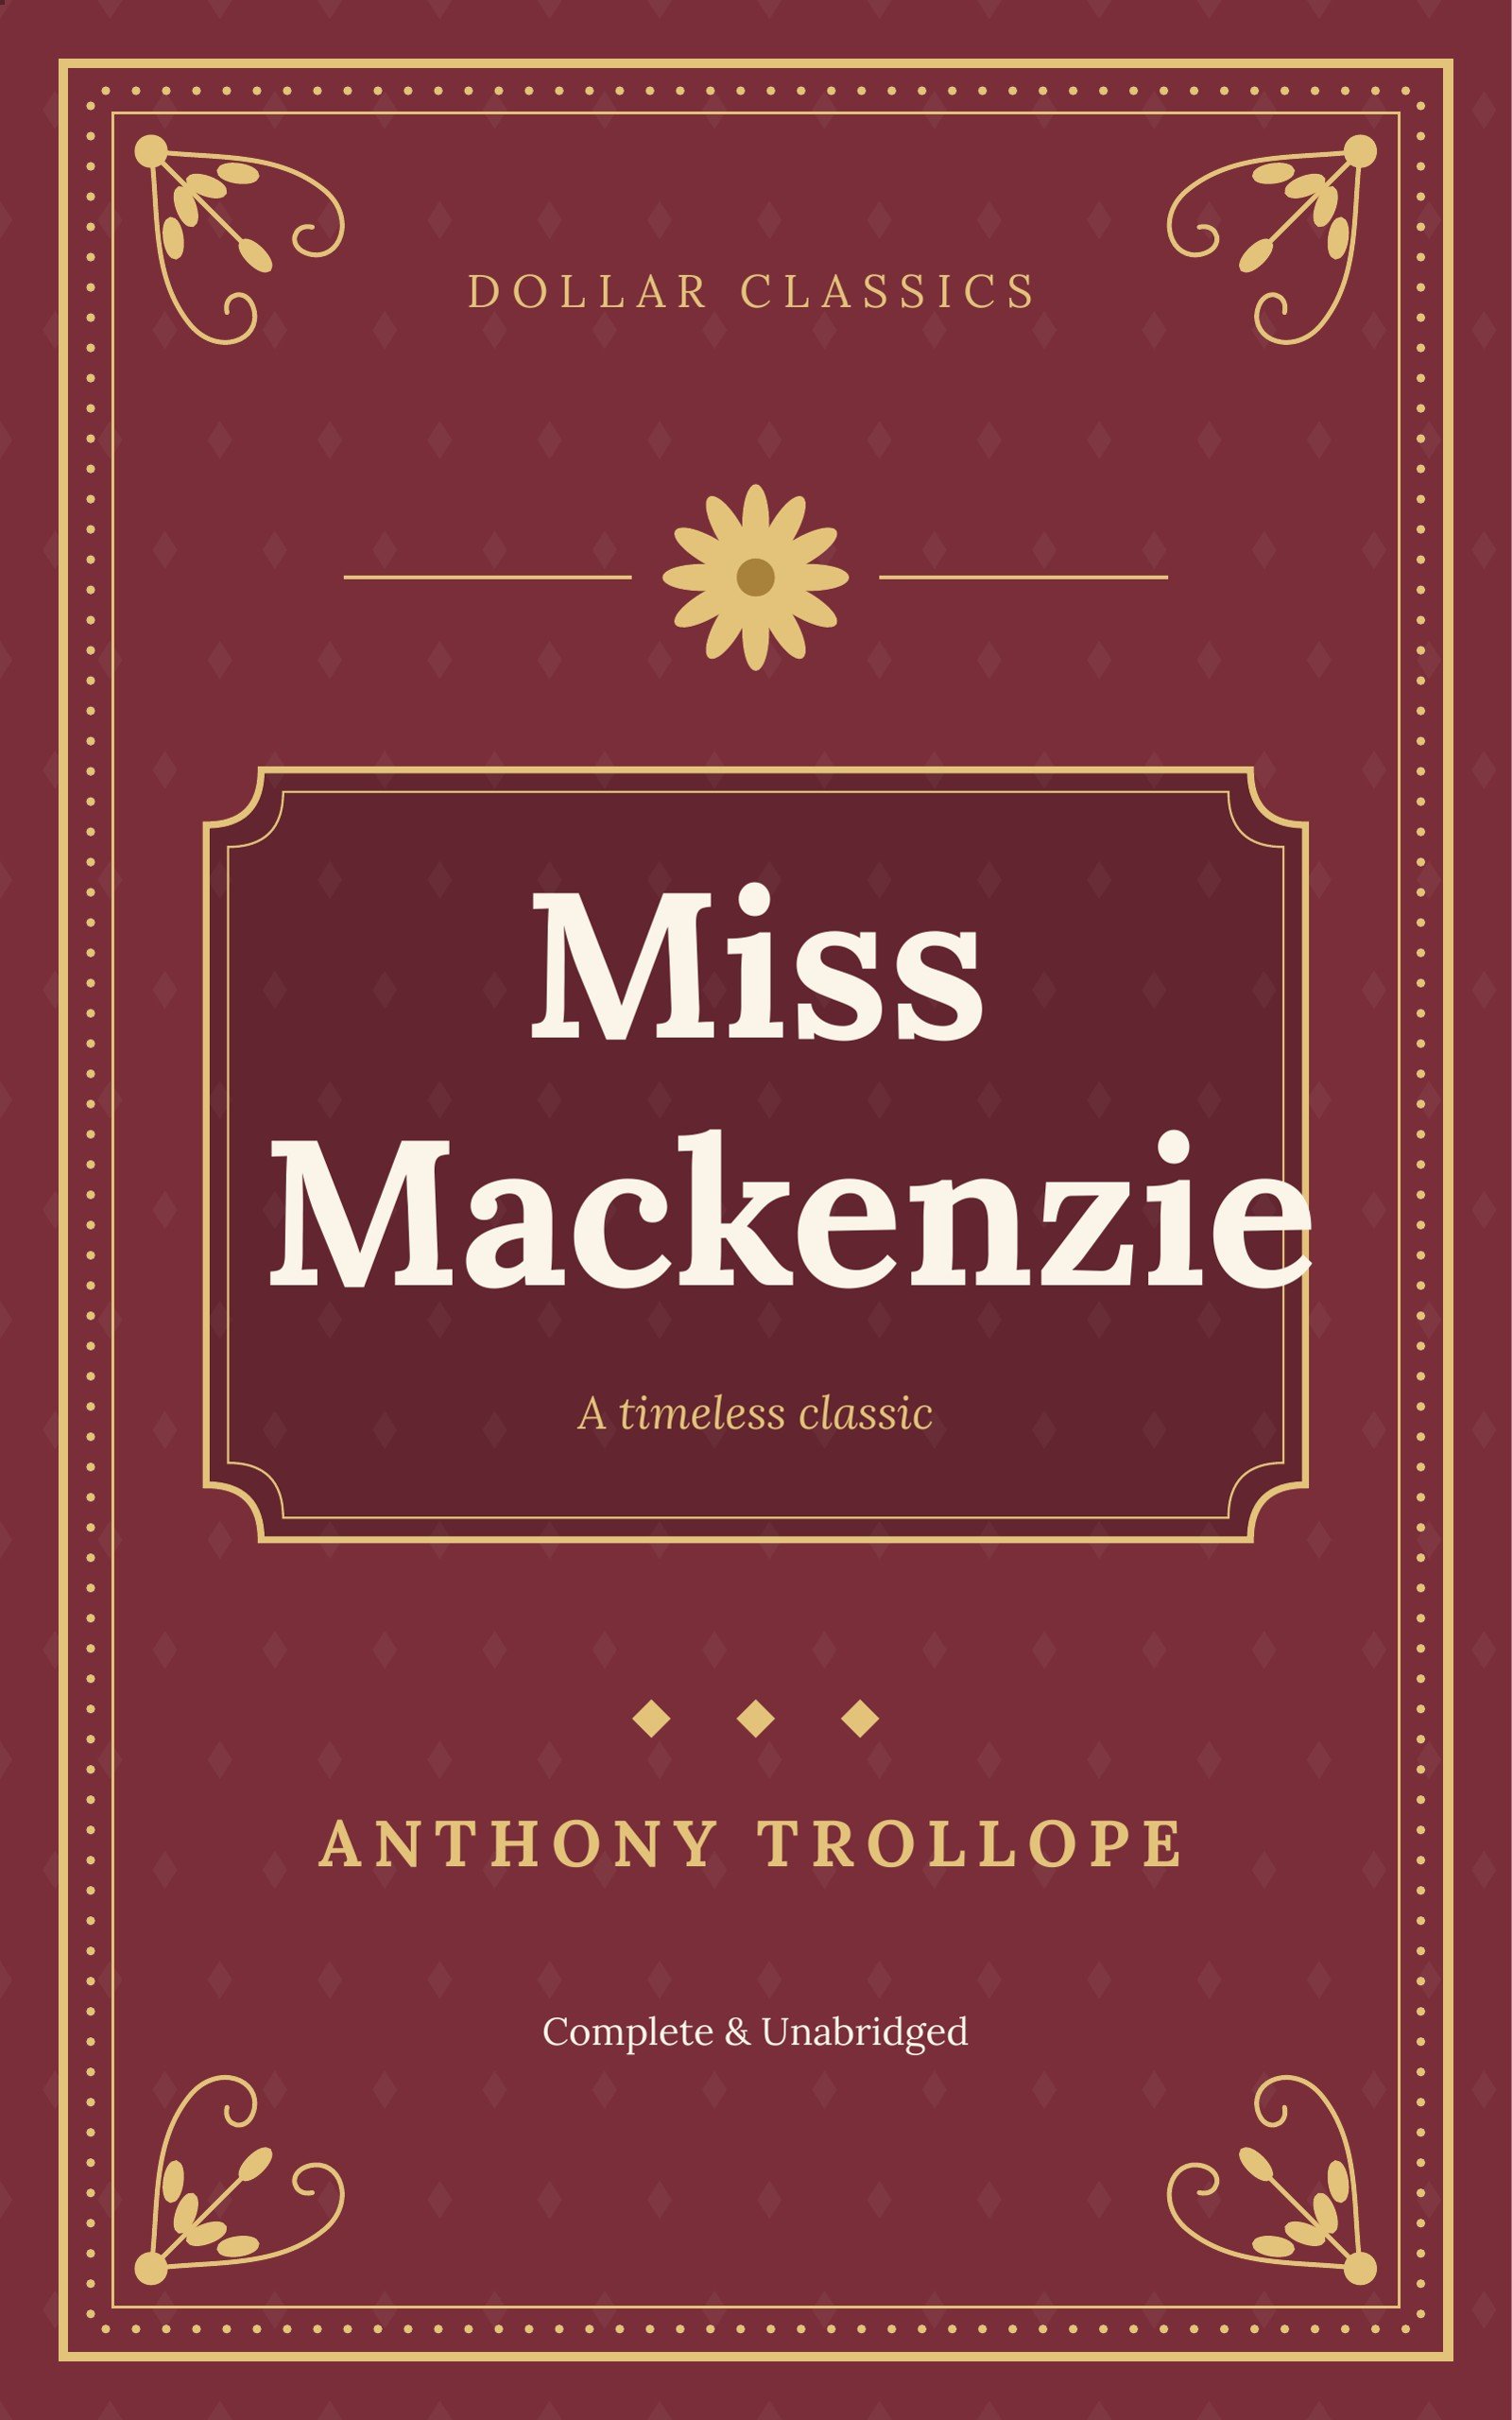 DOLLAR CLASSICS
Miss
Mackenzie
A timeless classic
ANTHONY TROLLOPE
Complete & Unabridged